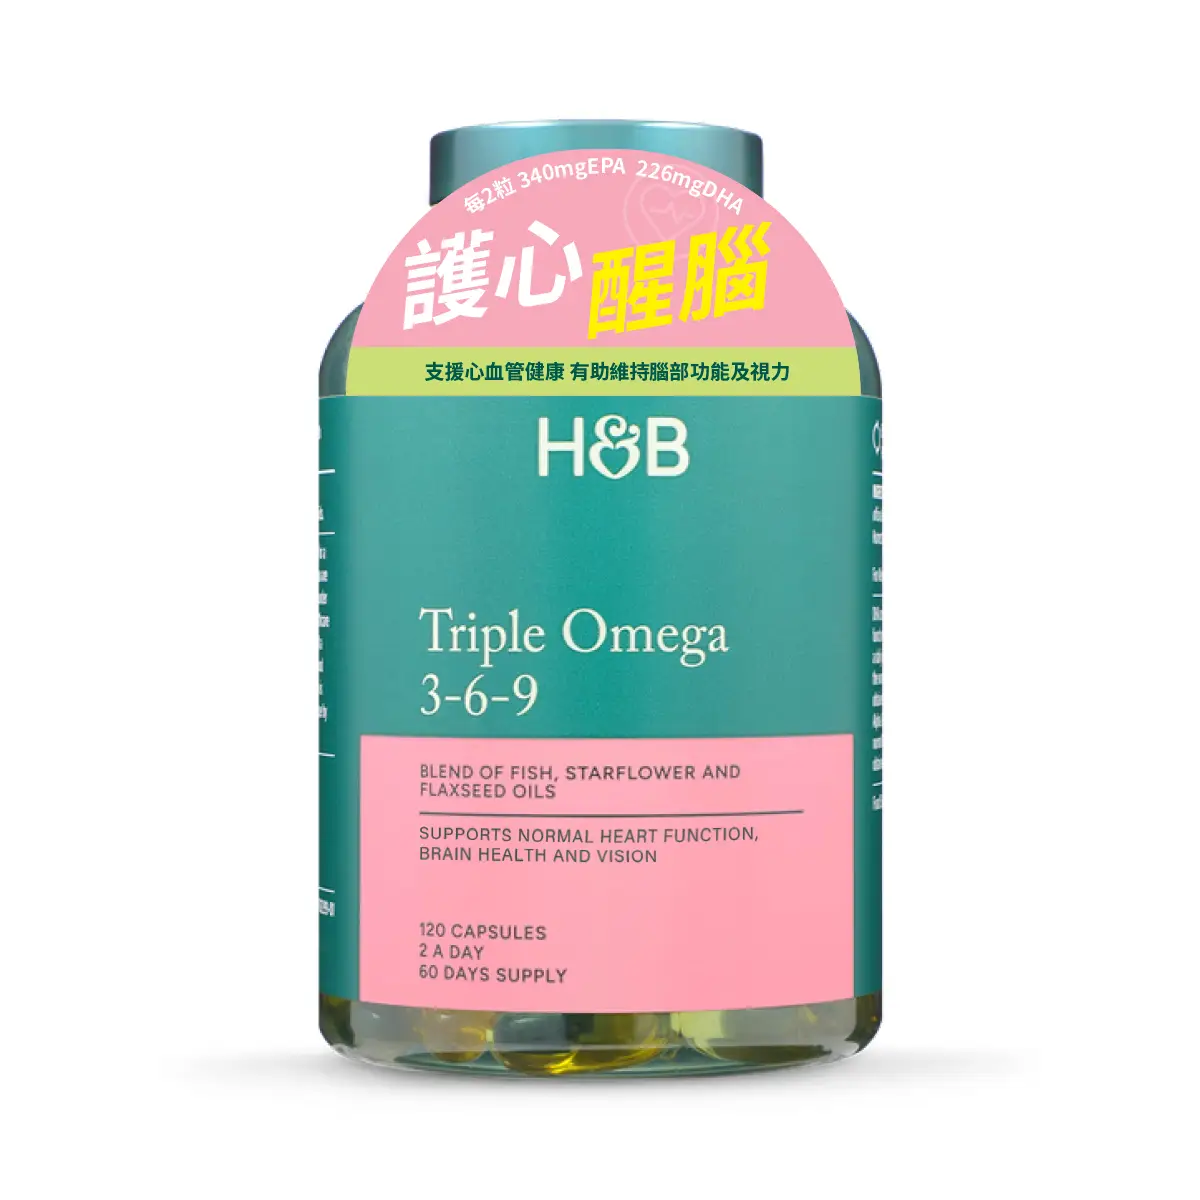 每2粒 340mgEPA 226mgDHA
護心醒腦
支援心血管健康 有助維持腦部功能及視力
H&B
Triple Omega
3-6-9
BLEND OF FISH, STARFLOWER AND
FLAXSEED OILS
SUPPORTS NORMAL HEART FUNCTION,
BRAIN HEALTH AND VISION
120 CAPSULES
2 A DAY
60 DAYS SUPPLY